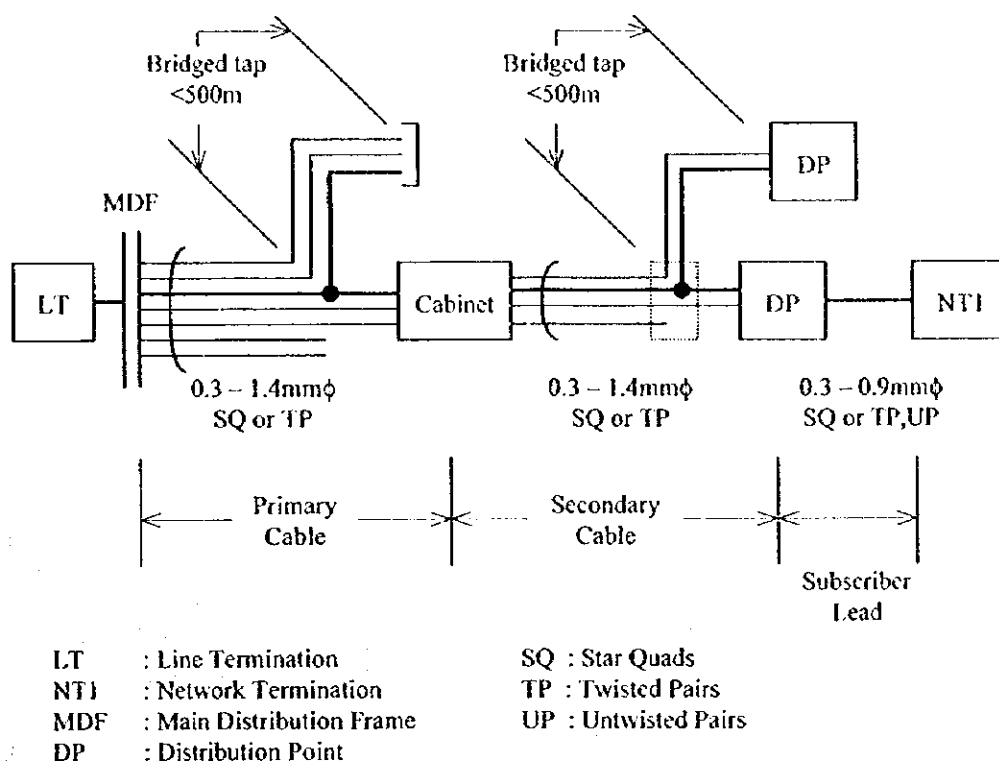 Bridged tap
<500m
Bridged tap
<500m
DP
MDF
LT
Cabinet
DP
NT1
0.3 – 1.4mmϕ
SQ or TP
0.3 – 1.4mmϕ
SQ or TP
0.3 – 0.9mmϕ
SQ or TP,UP
Primary
Cable
Secondary
Cable
Subscriber
Lead
LT : Line Termination
NT1 : Network Termination
MDF : Main Distribution Frame
DP : Distribution Point
SQ : Star Quads
TP : Twisted Pairs
UP : Untwisted Pairs